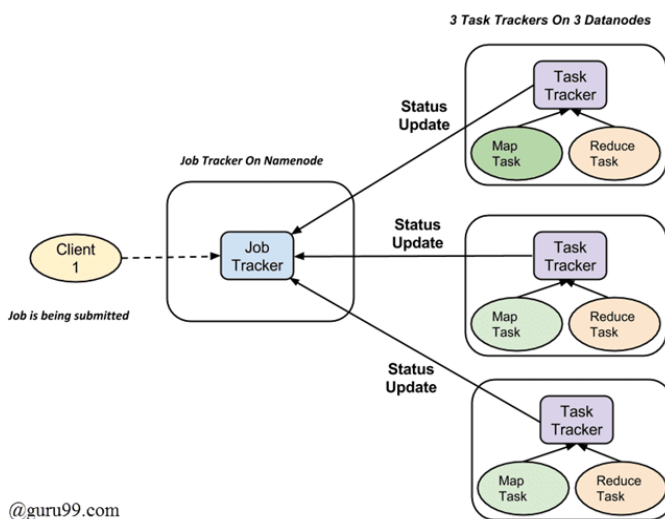 3 Task Trackers On 3 Datanodes
Task
Tracker
Status
Update
Map
Task
Reduce
Task
Job Tracker On Namenode
Client
1
Job
Tracker
Status
Update
Task
Tracker
Map
Task
Reduce
Task
Job is being submitted
Status
Update
Task
Tracker
Map
Task
Reduce
Task
@guru99.com